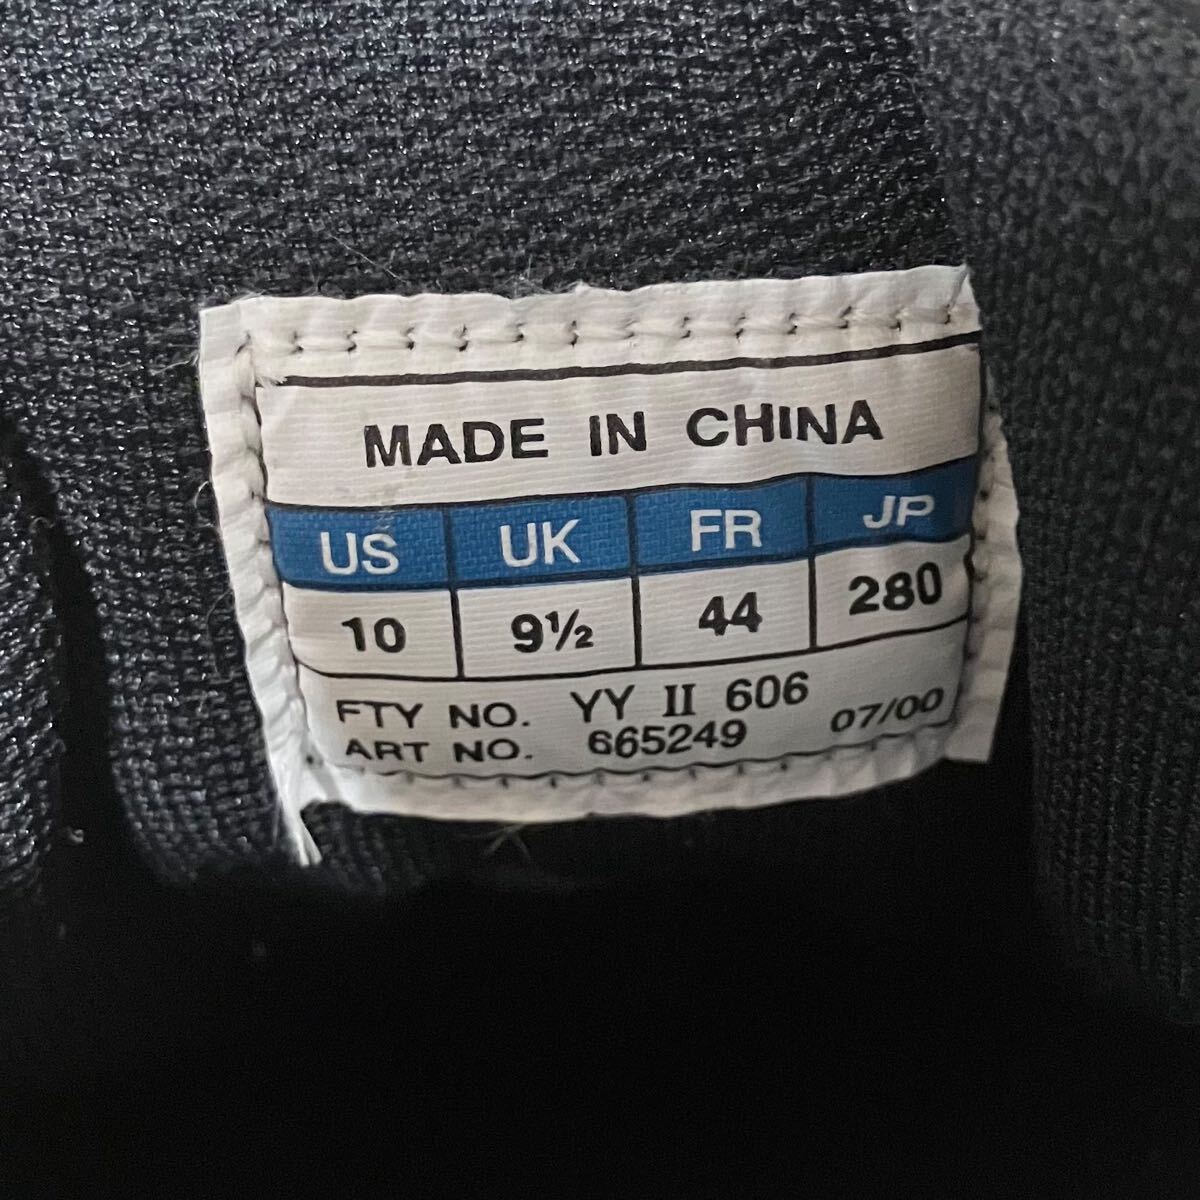 MADE IN CHINA
US UK FR JP
10 9½ 44 280
FTY NO. YY II 606
ART NO. 665249 07/00